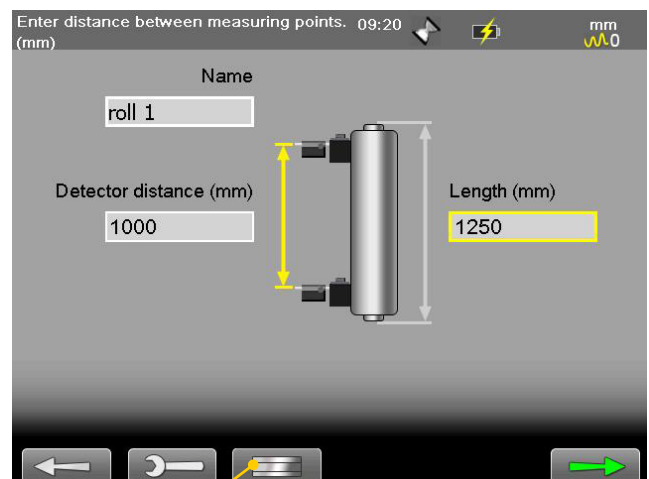 Enter distance between measuring points. 09:20
(mm)
mm
0
Name
roll 1
Detector distance (mm)
1000
Length (mm)
1250